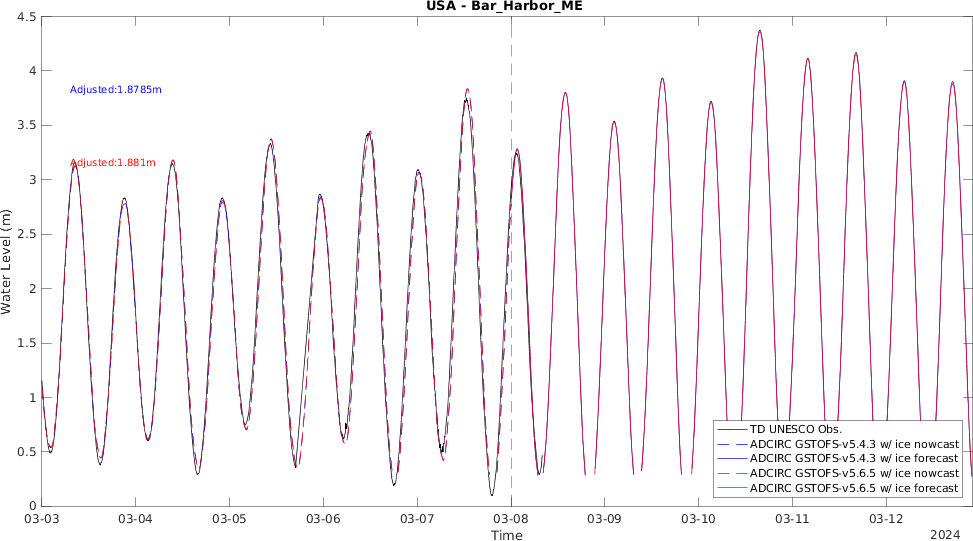 USA - Bar_Harbor_ME
4.5
4
3.5
3
2.5
2
1.5
1
0.5
0
Water Level (m)
Adjusted:1.8785m
Adjusted:1.881m
TD UNESCO Obs.
ADCIRC GSTOFS-v5.4.3 w/ ice nowcast
ADCIRC GSTOFS-v5.4.3 w/ ice forecast
ADCIRC GSTOFS-v5.6.5 w/ ice nowcast
ADCIRC GSTOFS-v5.6.5 w/ ice forecast
03-03 03-04 03-05 03-06 03-07 03-08 03-09 03-10 03-11 03-12
Time
2024